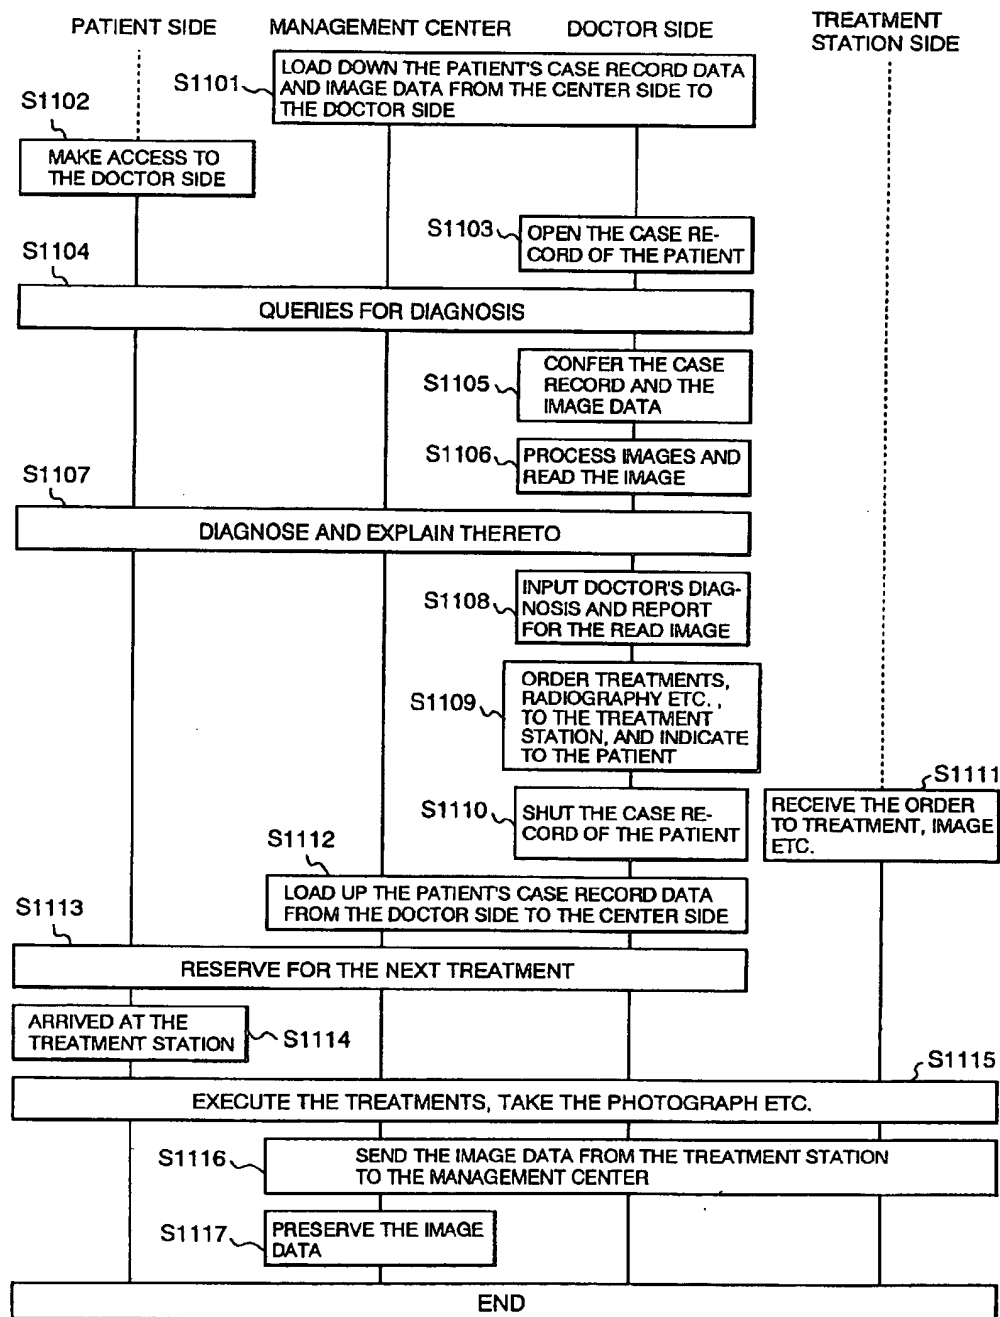 PATIENT SIDE
MANAGEMENT CENTER
DOCTOR SIDE
TREATMENT
STATION SIDE
S1101
LOAD DOWN THE PATIENT'S CASE RECORD DATA
AND IMAGE DATA FROM THE CENTER SIDE TO
THE DOCTOR SIDE
S1102
MAKE ACCESS TO
THE DOCTOR SIDE
S1103
OPEN THE CASE RE-
CORD OF THE PATIENT
S1104
QUERIES FOR DIAGNOSIS
S1105
CONFER THE CASE
RECORD AND THE
IMAGE DATA
S1106
PROCESS IMAGES AND
READ THE IMAGE
S1107
DIAGNOSE AND EXPLAIN THERETO
S1108
INPUT DOCTOR'S DIAG-
NOSIS AND REPORT
FOR THE READ IMAGE
S1109
ORDER TREATMENTS,
RADIOGRAPHY ETC. ,
TO THE TREATMENT
STATION, AND INDICATE
TO THE PATIENT
S1110
SHUT THE CASE RE-
CORD OF THE PATIENT
S1111
RECEIVE THE ORDER
TO TREATMENT, IMAGE
ETC.
S1112
LOAD UP THE PATIENT'S CASE RECORD DATA
FROM THE DOCTOR SIDE TO THE CENTER SIDE
S1113
RESERVE FOR THE NEXT TREATMENT
ARRIVED AT THE
TREATMENT STATION
S1114
S1115
EXECUTE THE TREATMENTS, TAKE THE PHOTOGRAPH ETC.
S1116
SEND THE IMAGE DATA FROM THE TREATMENT STATION
TO THE MANAGEMENT CENTER
S1117
PRESERVE THE IMAGE
DATA
END